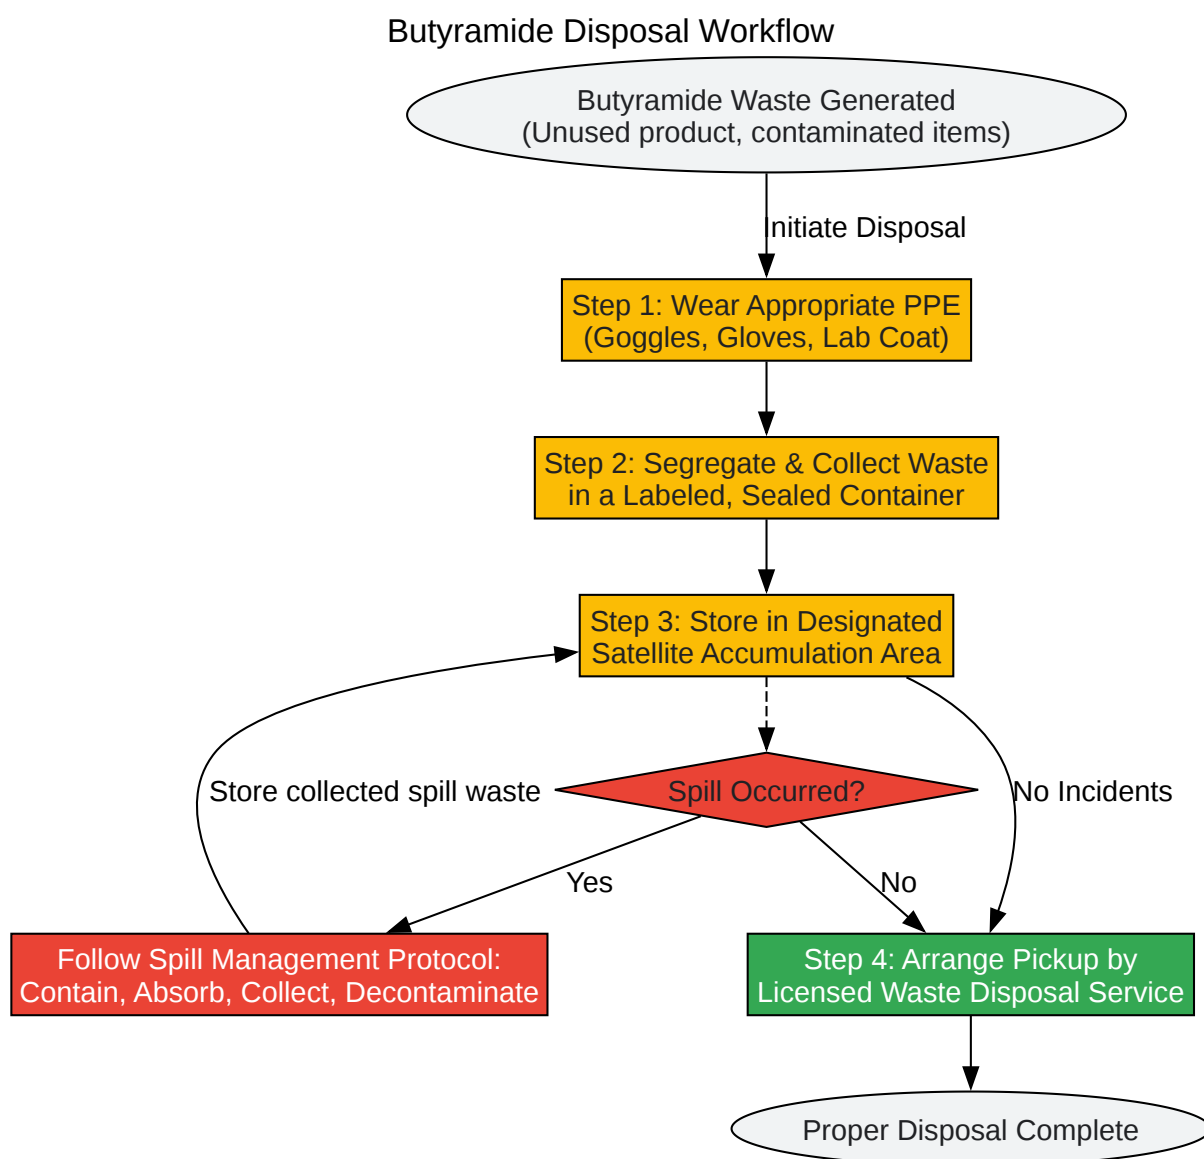 Butyramide Disposal Workflow
Butyramide Waste Generated
(Unused product, contaminated items)
Initiate Disposal
Step 1: Wear Appropriate PPE
(Goggles, Gloves, Lab Coat)
Step 2: Segregate & Collect Waste
in a Labeled, Sealed Container
Step 3: Store in Designated
Satellite Accumulation Area
Store collected spill waste
Spill Occurred?
No Incidents
Yes
No
Follow Spill Management Protocol:
Contain, Absorb, Collect, Decontaminate
Step 4: Arrange Pickup by
Licensed Waste Disposal Service
Proper Disposal Complete